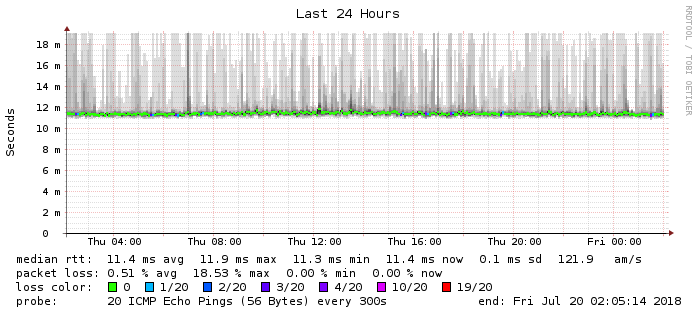 Last 24 Hours
RRDTOOL / TOBI OETIKER
Seconds
18 m
16 m
14 m
12 m
10 m
8 m
6 m
4 m
2 m
0
Thu 04:00 Thu 08:00 Thu 12:00 Thu 16:00 Thu 20:00 Fri 00:00
median rtt: 11.4 ms avg 11.9 ms max 11.3 ms min 11.4 ms now 0.1 ms sd 121.9 am/s
packet loss: 0.51 % avg 18.53 % max 0.00 % min 0.00 % now
loss color: 0 1/20 2/20 3/20 4/20 10/20 19/20
probe: 20 ICMP Echo Pings (56 Bytes) every 300s end: Fri Jul 20 02:05:14 2018